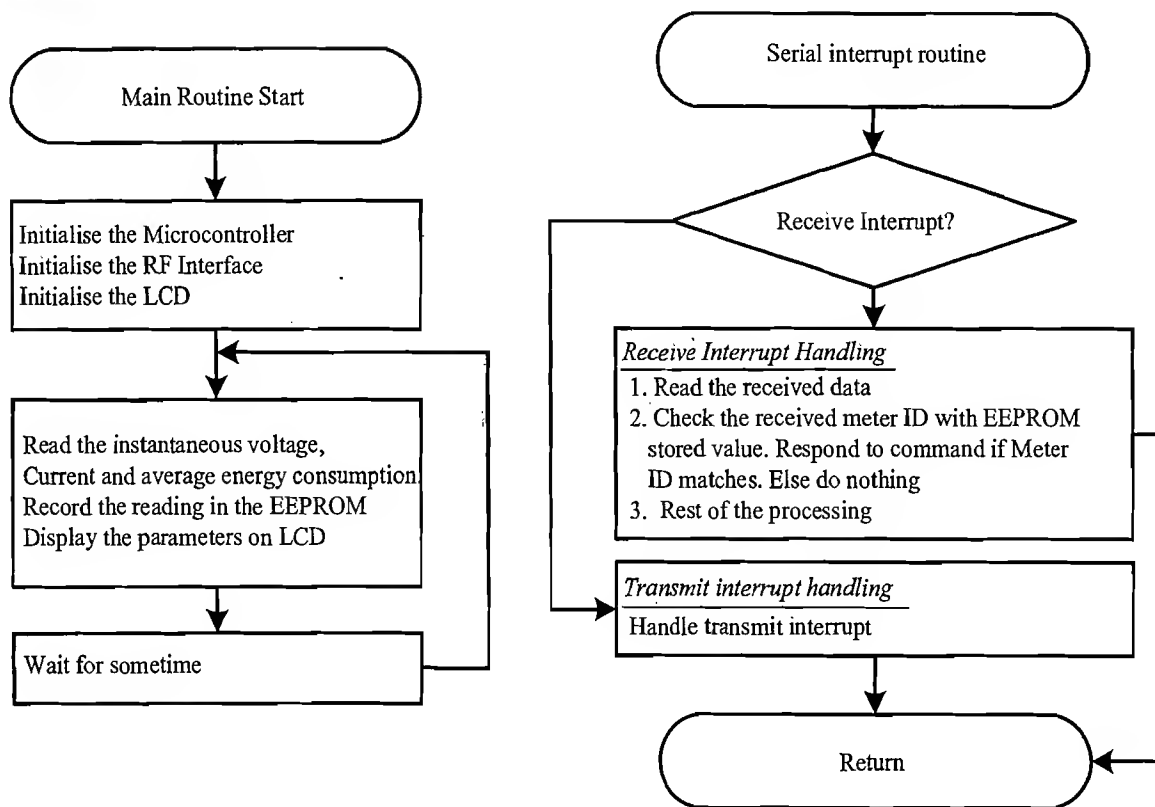 Main Routine Start
Initialise the Microcontroller
Initialise the RF Interface
Initialise the LCD
Read the instantaneous voltage,
Current and average energy consumption.
Record the reading in the EEPROM
Display the parameters on LCD
Wait for sometime
Serial interrupt routine
Receive Interrupt?
Receive Interrupt Handling
1. Read the received data
2. Check the received meter ID with EEPROM
stored value. Respond to command if Meter
ID matches. Else do nothing
3. Rest of the processing
Transmit interrupt handling
Handle transmit interrupt
Return